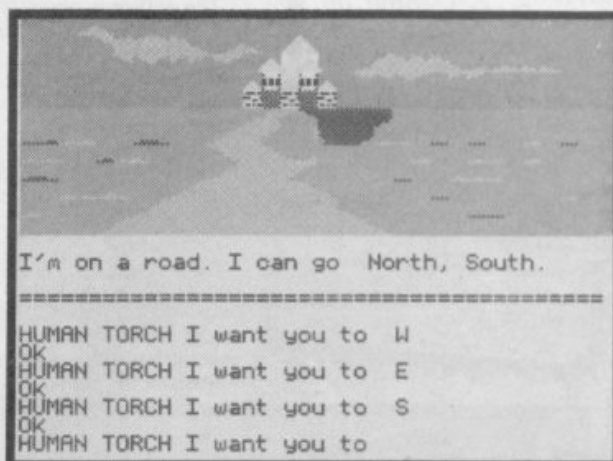 I'm on a road. I can go North, South.
===========================================
HUMAN TORCH I want you to W
OK
HUMAN TORCH I want you to E
OK
HUMAN TORCH I want you to S
OK
HUMAN TORCH I want you to